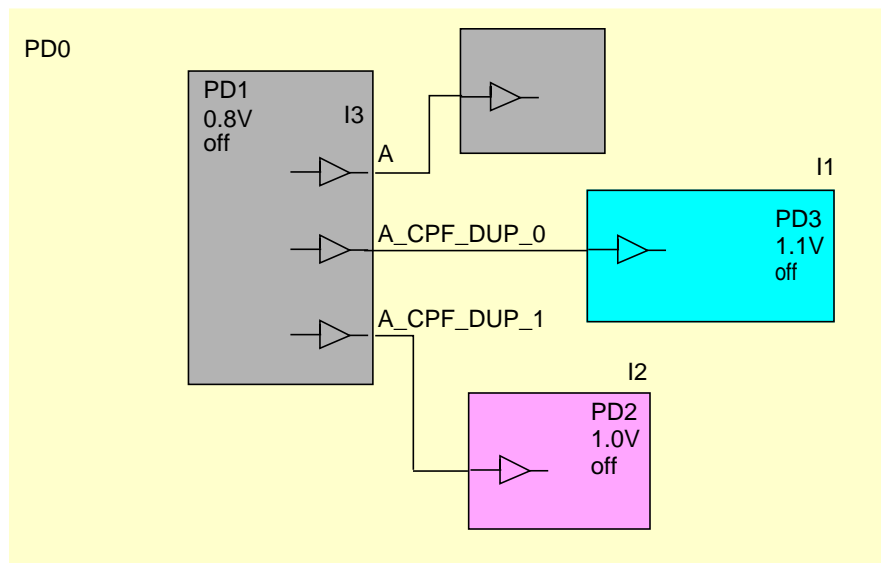 PD0
PD1
0.8V
off
I3
A
I1
A_CPF_DUP_0
PD3
1.1V
off
A_CPF_DUP_1
I2
PD2
1.0V
off